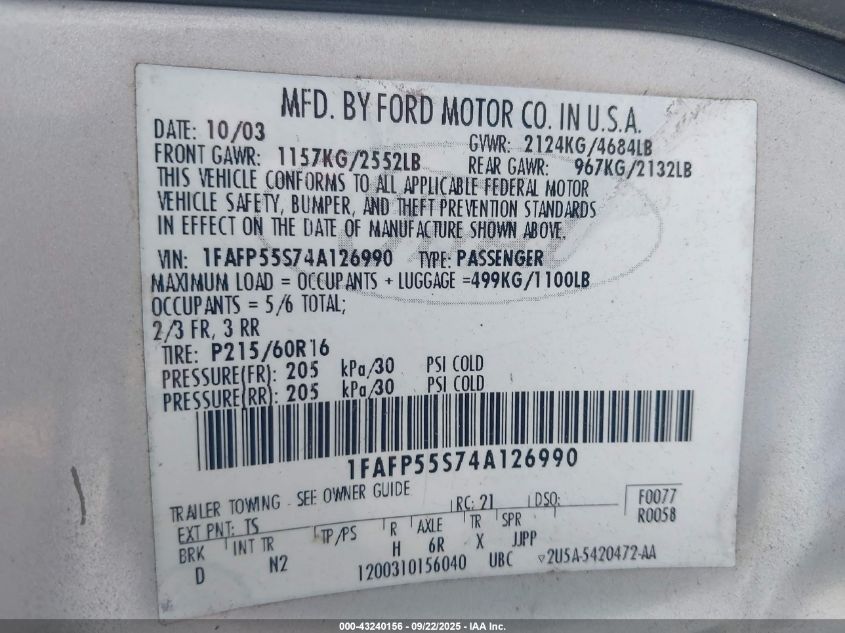 MFD. BY FORD MOTOR CO. IN U.S.A.
DATE: 10/03 GVWR: 2124KG/4684LB
FRONT GAWR: 1157KG/2552LB REAR GAWR: 967KG/2132LB
THIS VEHICLE CONFORMS TO ALL APPLICABLE FEDERAL MOTOR
VEHICLE SAFETY, BUMPER, AND THEFT PREVENTION STANDARDS
IN EFFECT ON THE DATE OF MANUFACTURE SHOWN ABOVE.
VIN: 1FAFP55S74A126990 TYPE: PASSENGER
MAXIMUM LOAD = OCCUPANTS + LUGGAGE =499KG/1100LB
OCCUPANTS = 5/6 TOTAL;
2/3 FR, 3 RR
TIRE: P215/60R16
PRESSURE(FR): 205 kPa/30 PSI COLD
PRESSURE(RR): 205 kPa/30 PSI COLD
1FAFP55S74A126990
TRAILER TOWING - SEE OWNER GUIDE
EXT PNT: TS RC: 21 DSO: F0077
R0058
BRK INT TR TP/PS R AXLE TR SPR
D N2 H 6R X JJPP
1200310156040 UBC ▽2U5A-5420472-AA
000-43240156 - 09/22/2025 - IAA Inc.